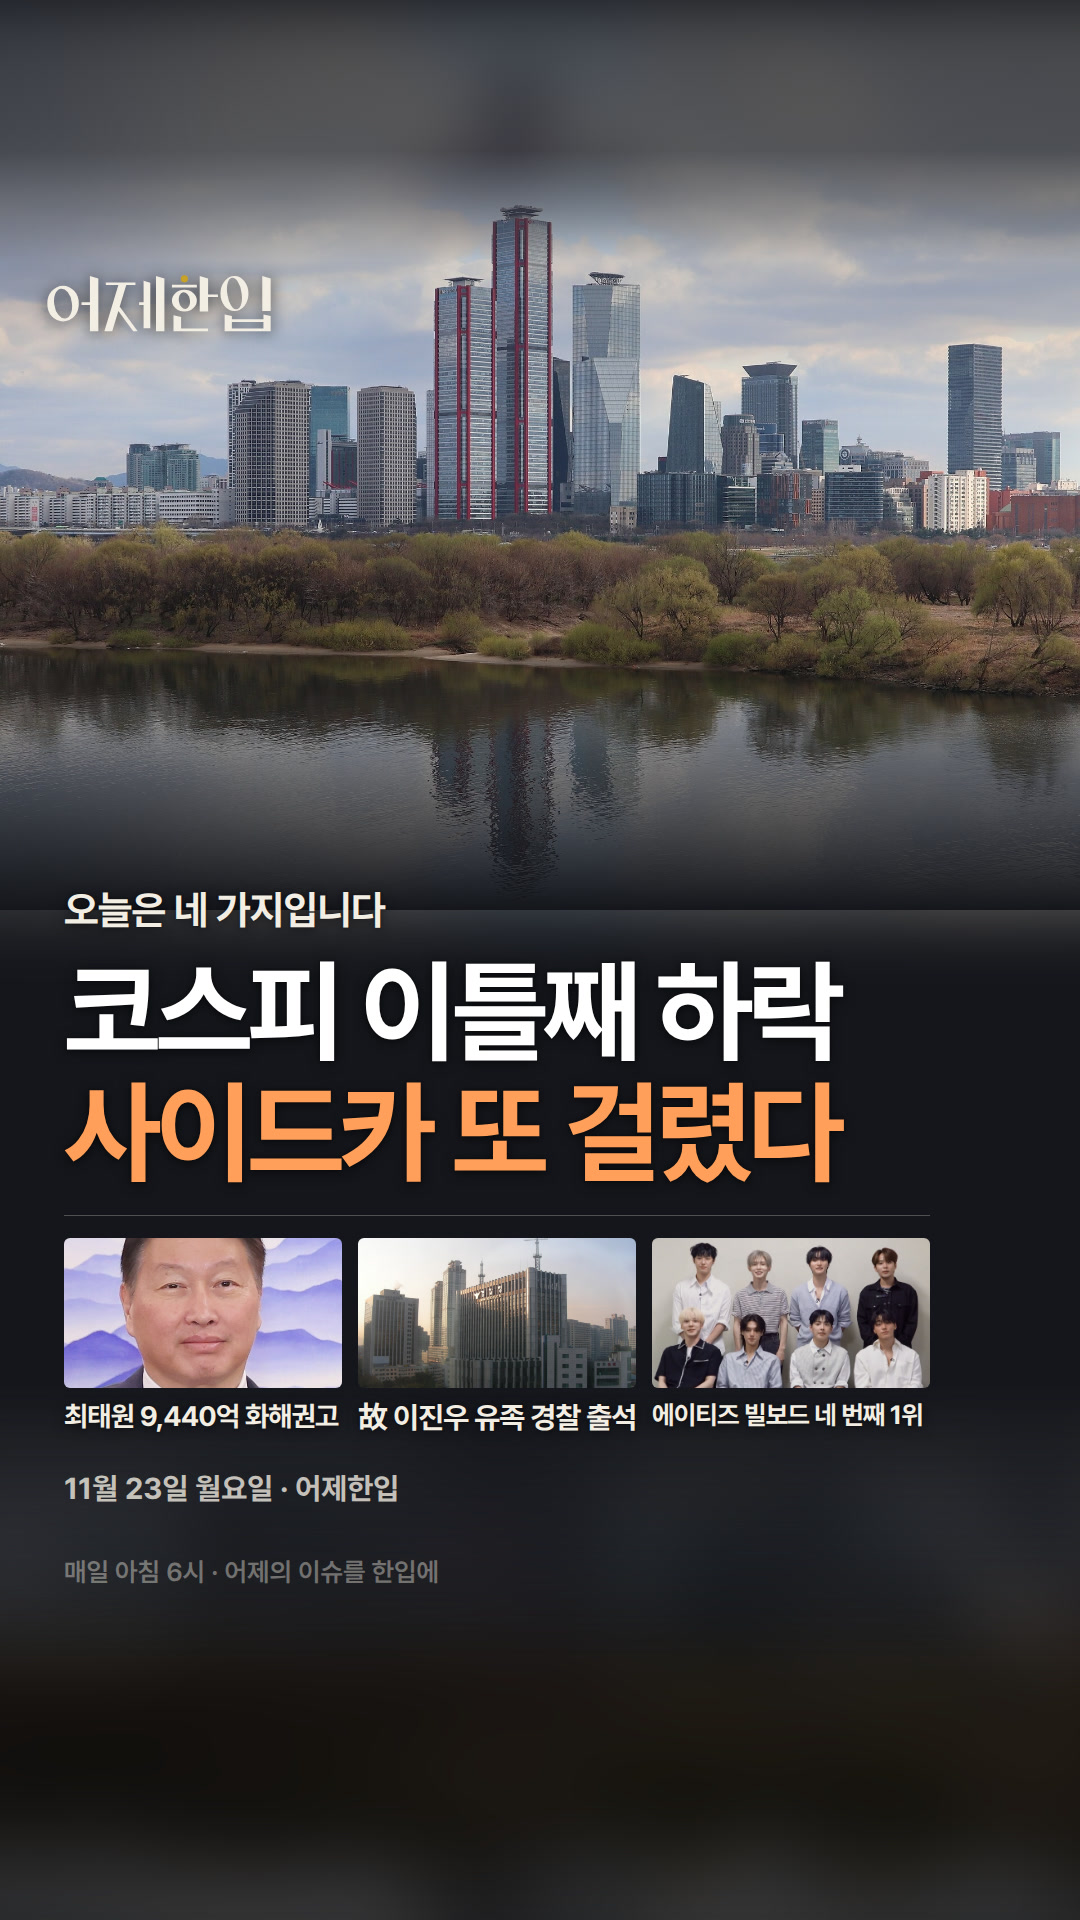 어제한입
오늘은 네 가지입니다
코스피 이틀째 하락
사이드카 또 걸렸다
최태원 9,440억 화해권고
故 이진우 유족 경찰 출석
에이티즈 빌보드 네 번째 1위
11월 23일 월요일 · 어제한입
매일 아침 6시 · 어제의 이슈를 한입에